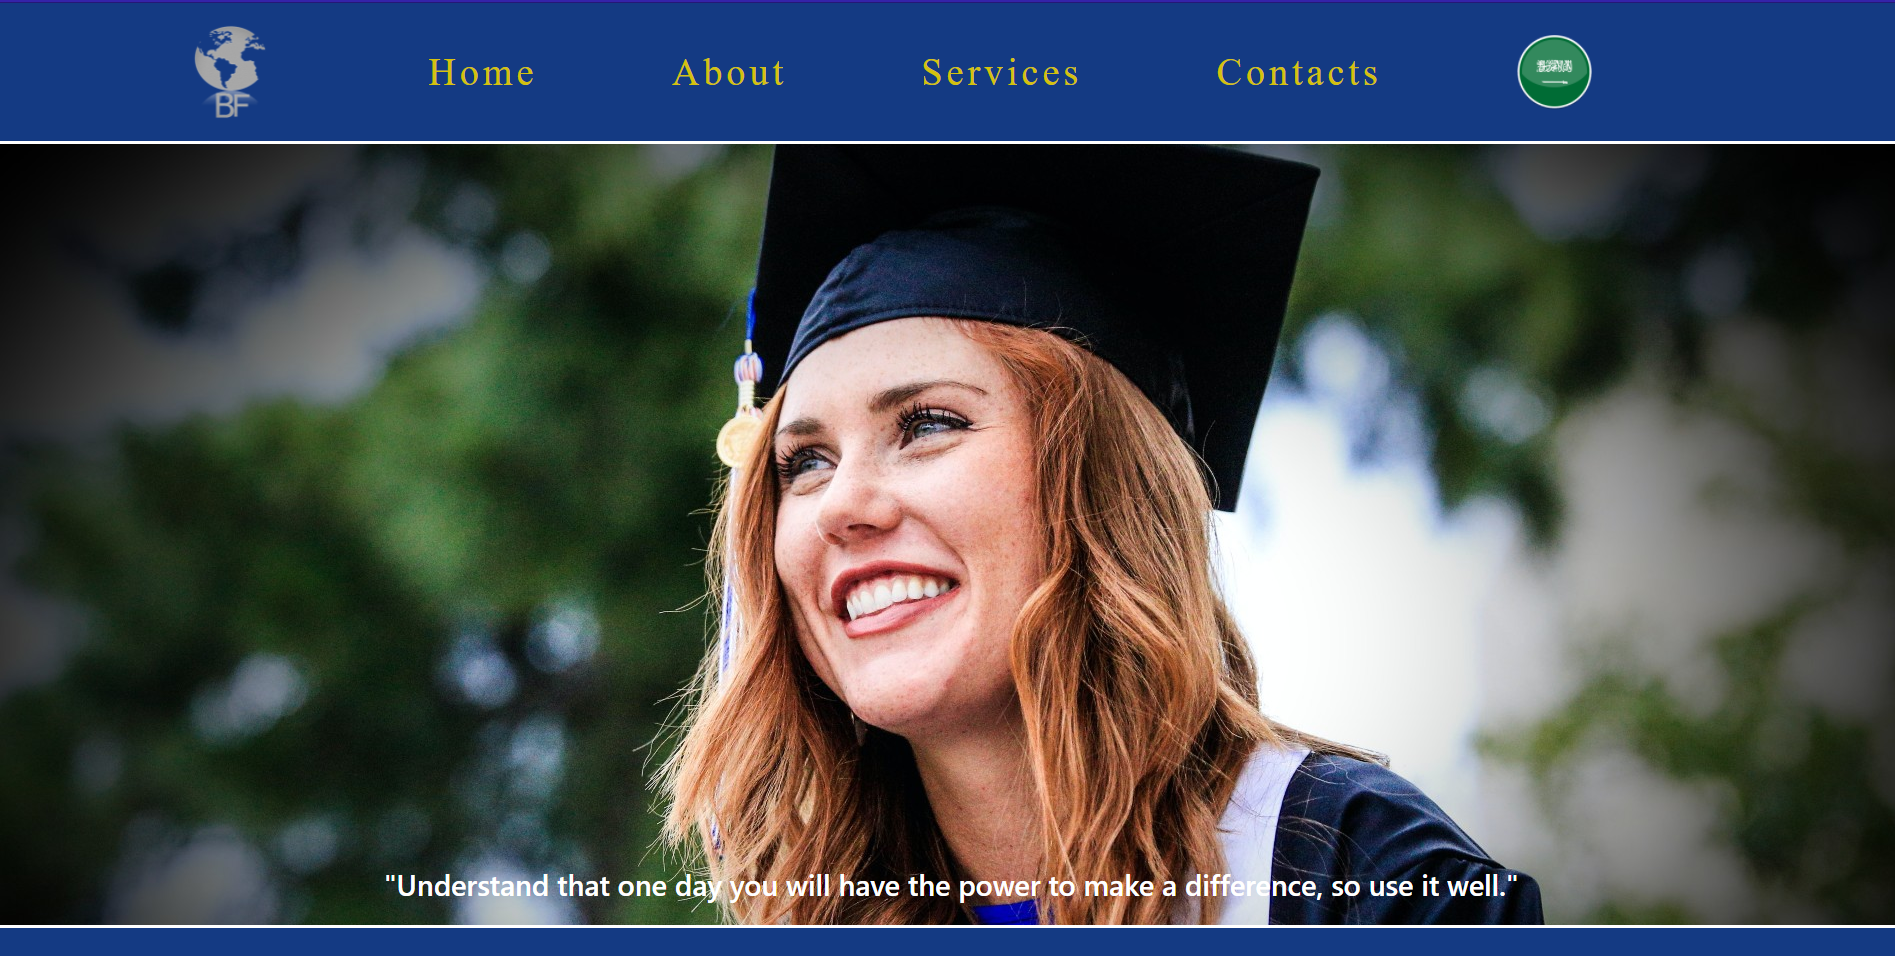 BF
Home
About
Services
Contacts
"Understand that one day you will have the power to make a difference, so use it well."